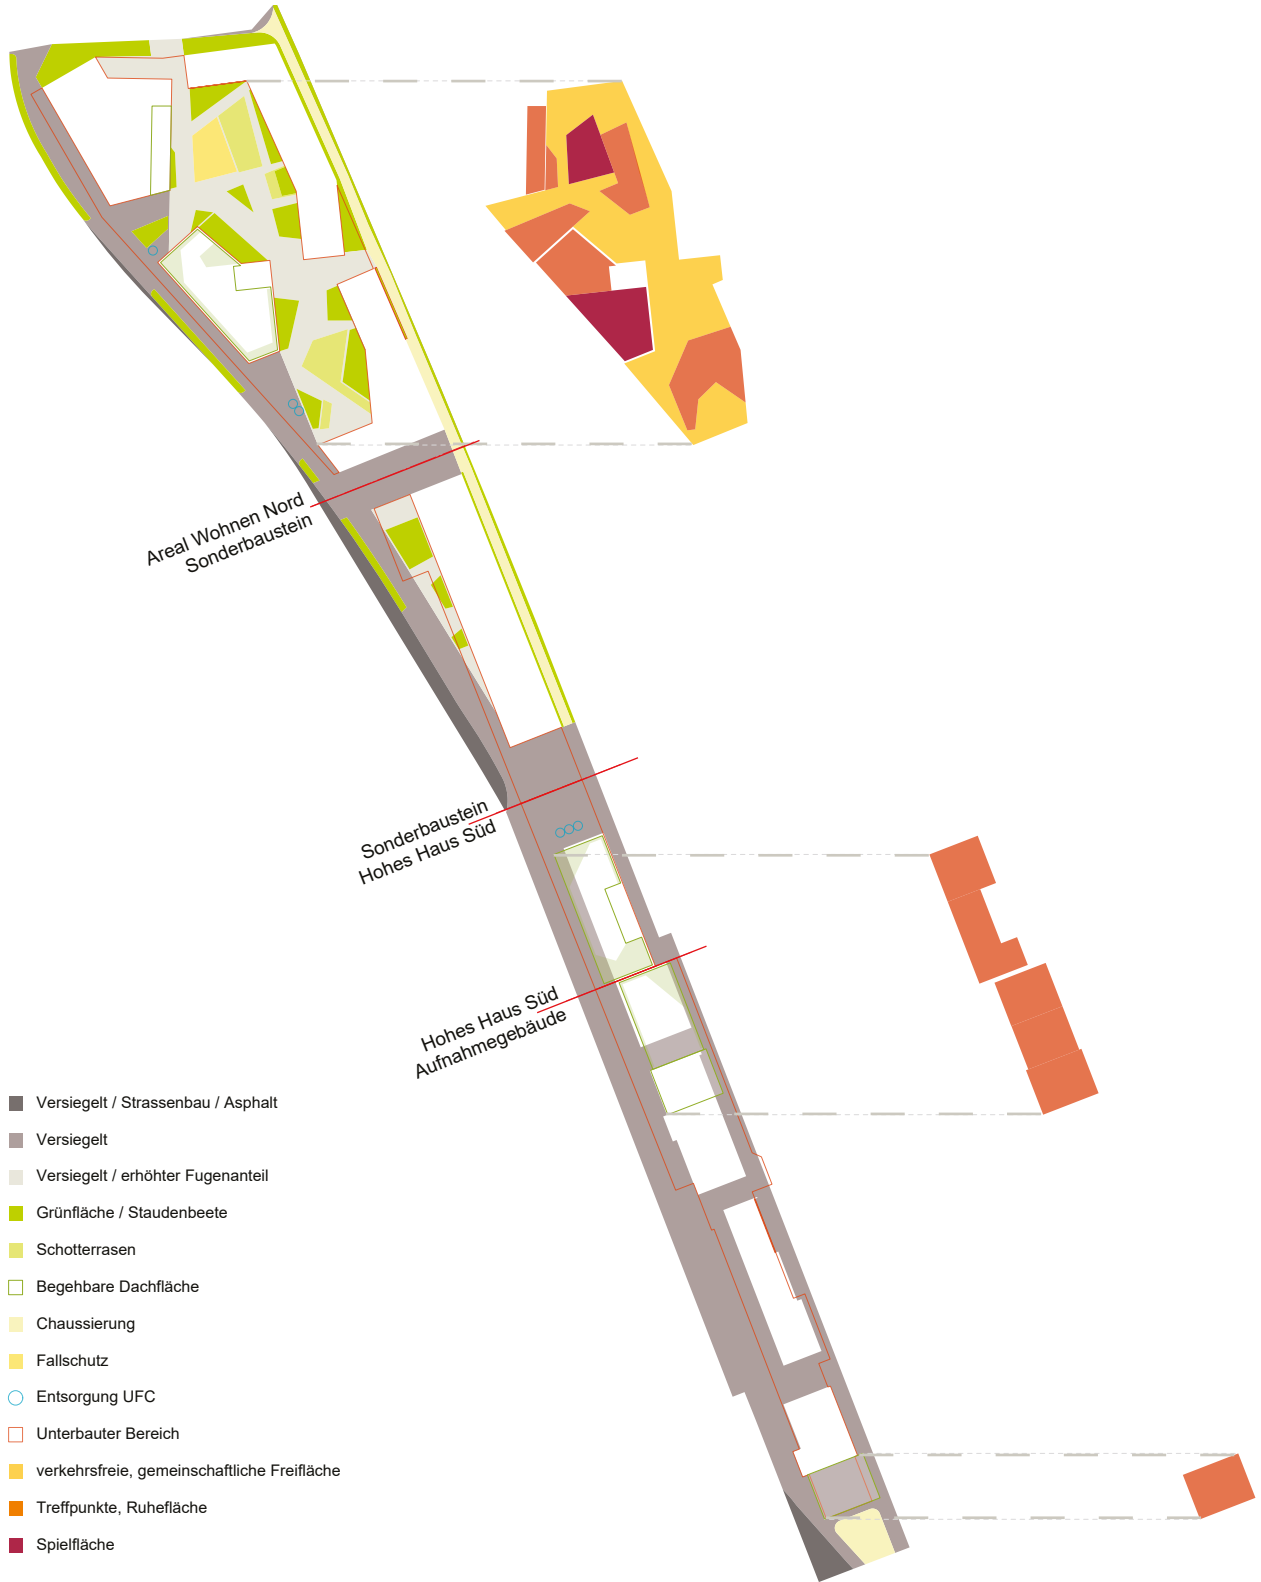 Areal Wohnen Nord
Sonderbaustein
Sonderbaustein
Hohes Haus Süd
Hohes Haus Süd
Aufnahmegebäude
Versiegelt / Strassenbau / Asphalt
Versiegelt
Versiegelt / erhöhter Fugenanteil
Grünfläche / Staudenbeete
Schotterrasen
Begehbare Dachfläche
Chaussierung
Fallschutz
Entsorgung UFC
Unterbauter Bereich
verkehrsfreie, gemeinschaftliche Freifläche
Treffpunkte, Ruhefläche
Spielfläche